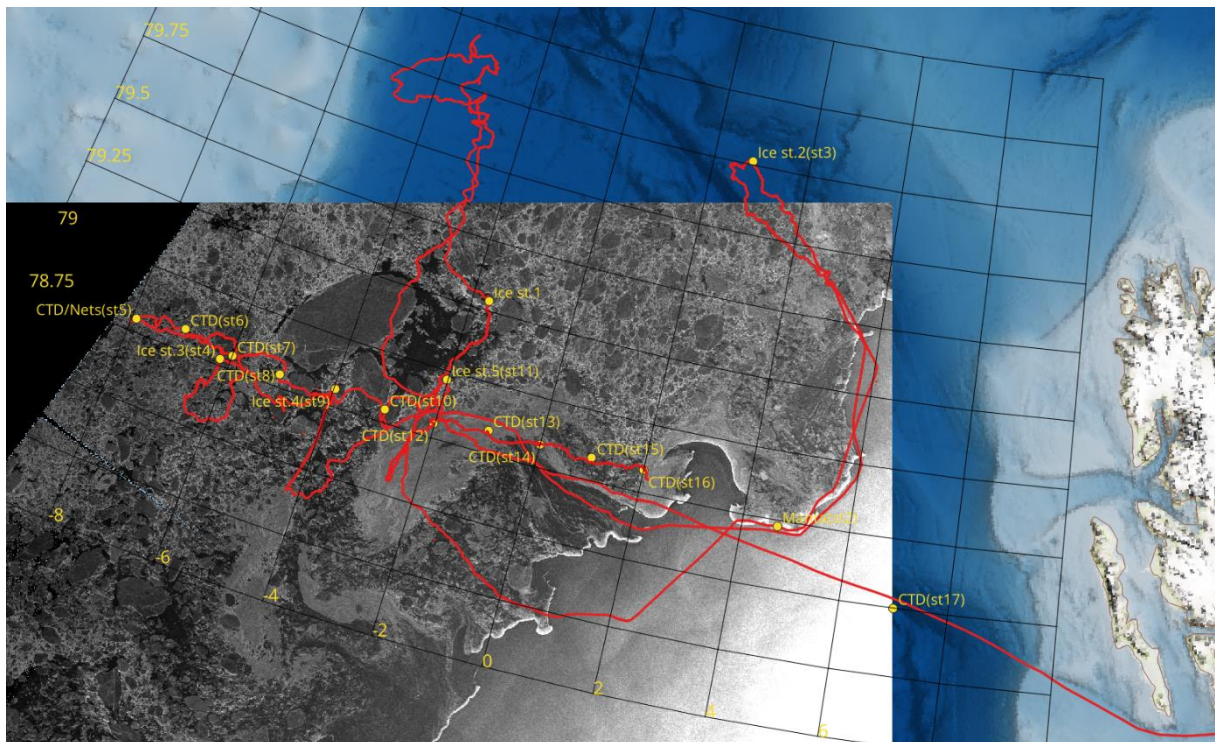 79.75
79.5
79.25
79
78.75
Ice st.2(st3)
Ice st.1
CTD/Nets(st5)
CTD(st6)
Ice st.3(st4)
CTD(st7)
CTD(st8)
Ice st.4(st9)
Ice st.5(st11)
CTD(st10)
CTD(st12)
CTD(st13)
CTD(st14)
CTD(st15)
CTD(st16)
CTD(st17)
-8
-6
-4
-2
0
2
4
6